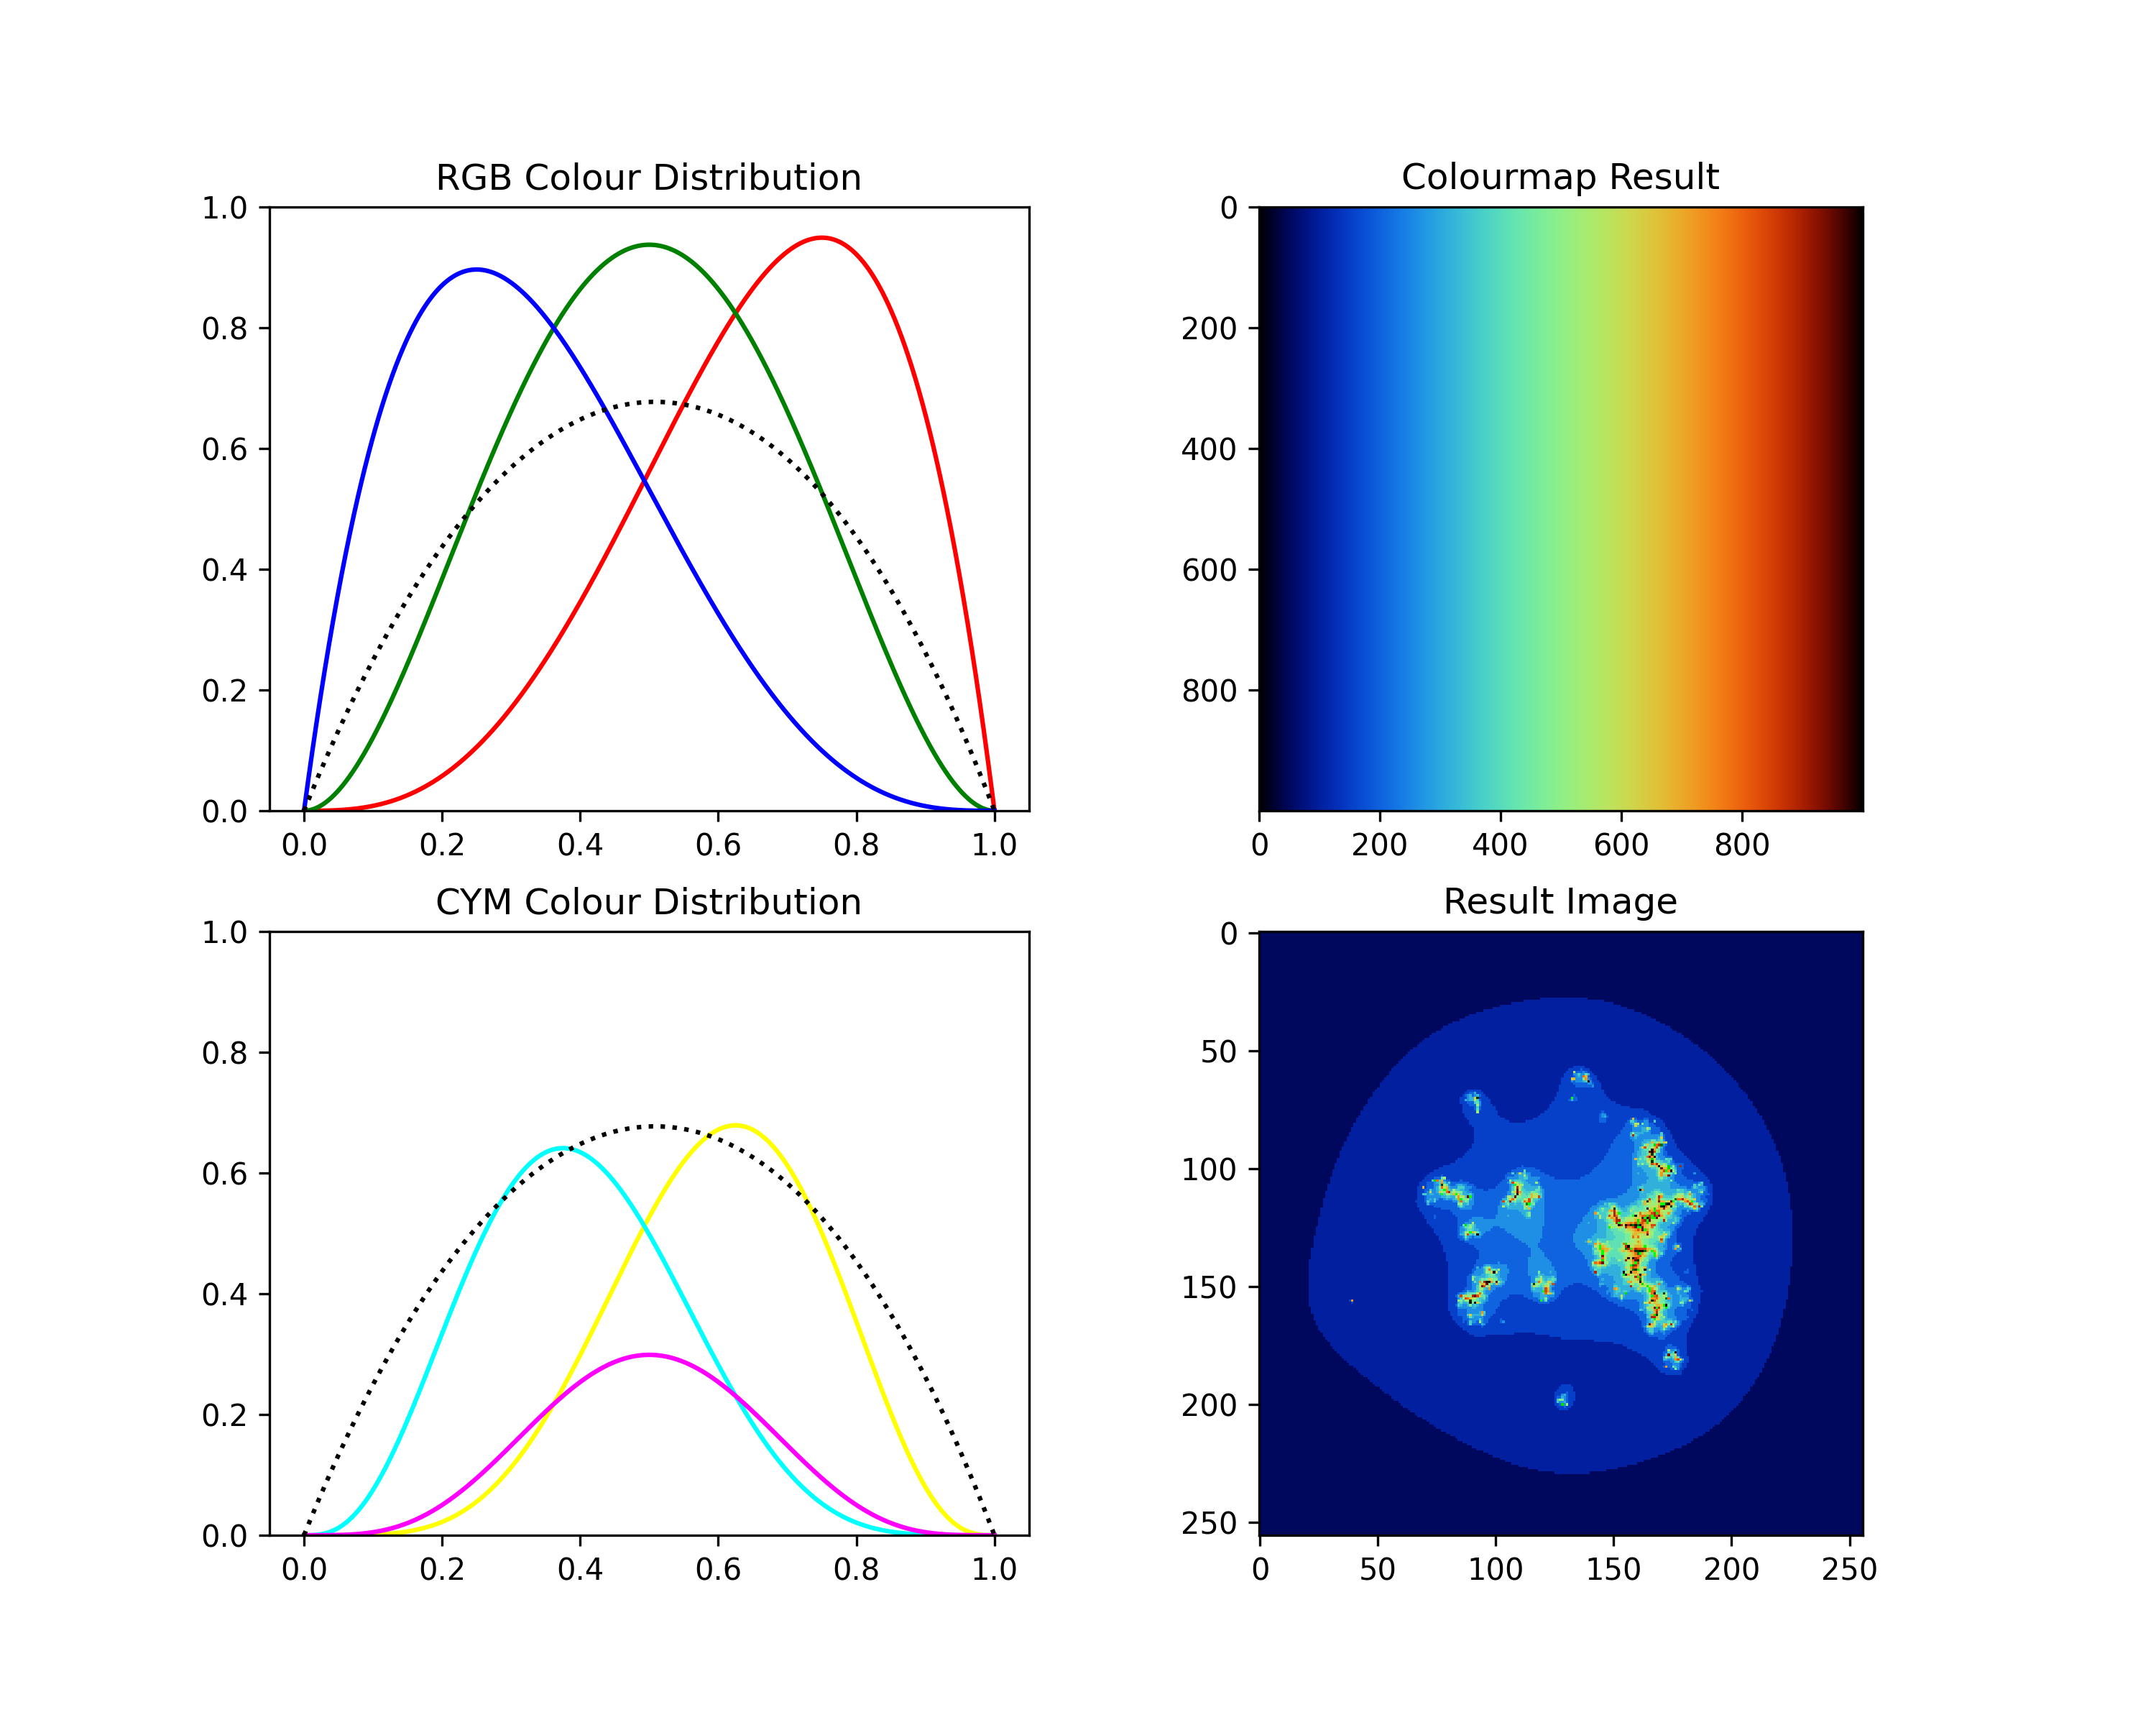 RGB Colour Distribution
1.0
0.8
0.6
0.4
0.2
0.0
0.0 0.2 0.4 0.6 0.8 1.0
Colourmap Result
0
200
400
600
800
0 200 400 600 800
CYM Colour Distribution
1.0
0.8
0.6
0.4
0.2
0.0
0.0 0.2 0.4 0.6 0.8 1.0
Result Image
0
50
100
150
200
250
0 50 100 150 200 250